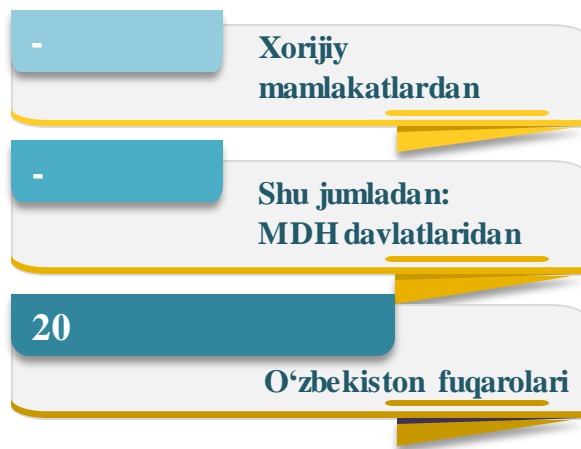 -
Xorijiy
mamlakatlardan
-
Shu jumladan:
MDH davlatlaridan
20
O‘zbekiston fuqarolari